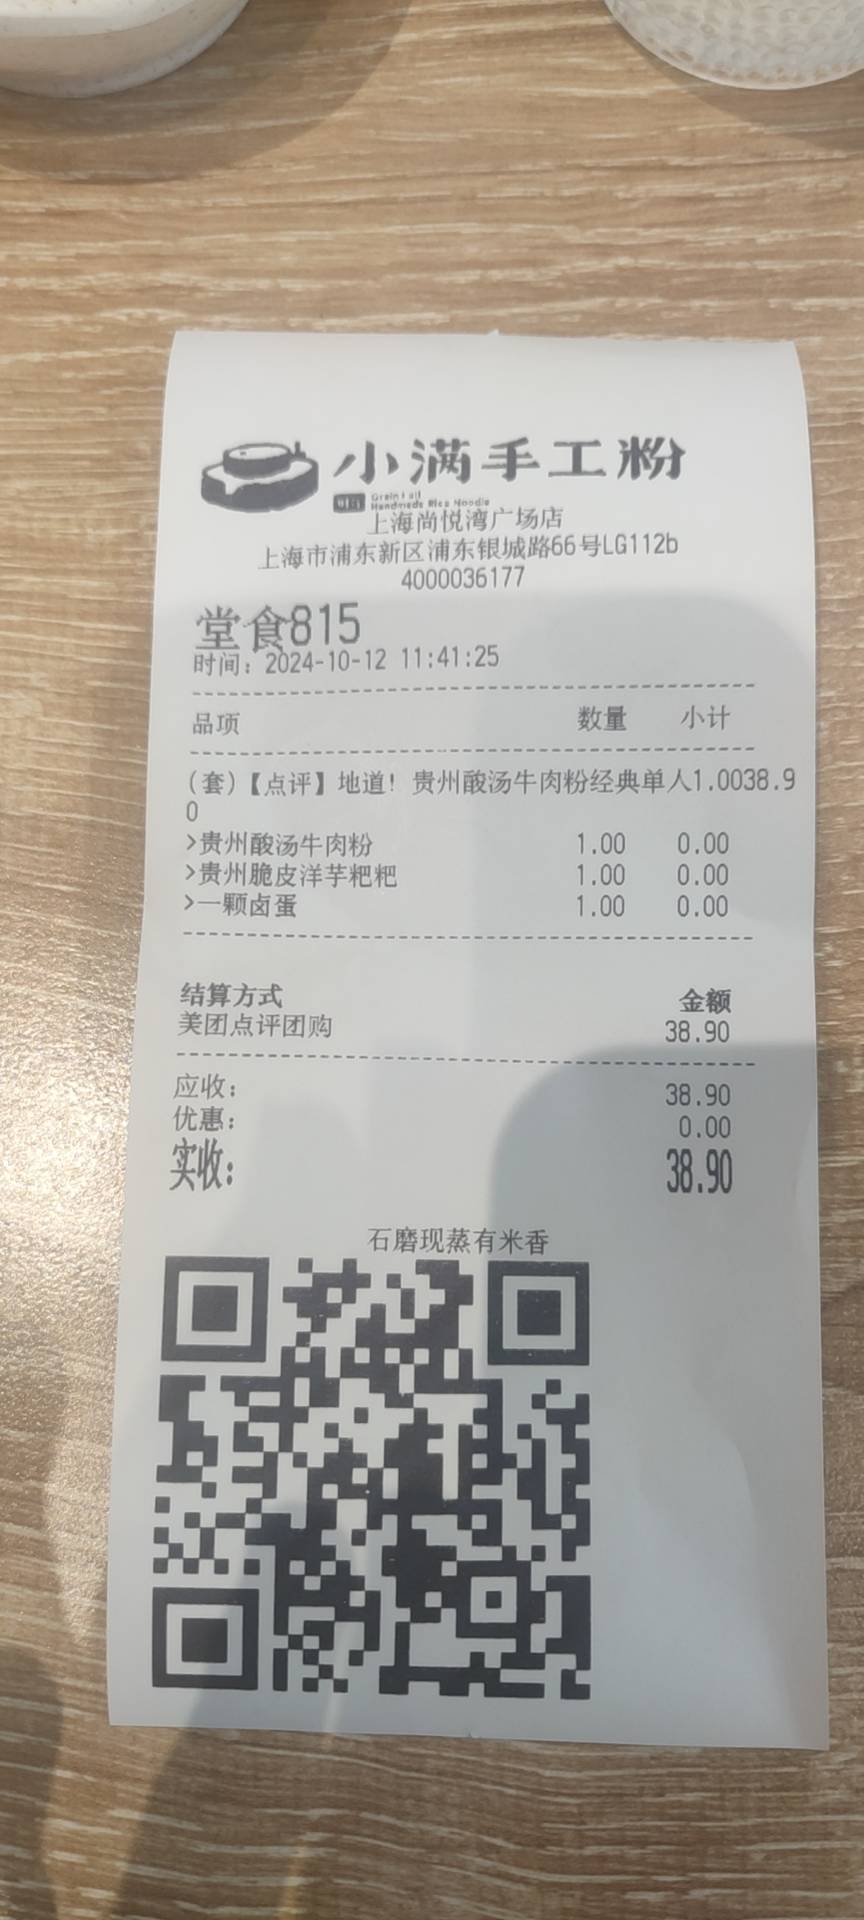 小满手工粉
Grain Full
Handmade Rice Noodle
上海尚悦湾广场店
上海市浦东新区浦东银城路66号LG112b
4000036177
堂食815
时间：2024-10-12 11:41:25
品项 数量 小计
（套）【点评】地道！贵州酸汤牛肉粉经典单人1.0038.9
0
>贵州酸汤牛肉粉 1.00 0.00
>贵州脆皮洋芋粑粑 1.00 0.00
>一颗卤蛋 1.00 0.00
结算方式 金额
美团点评团购 38.90
应收： 38.90
优惠： 0.00
实收： 38.90
石磨现蒸有米香